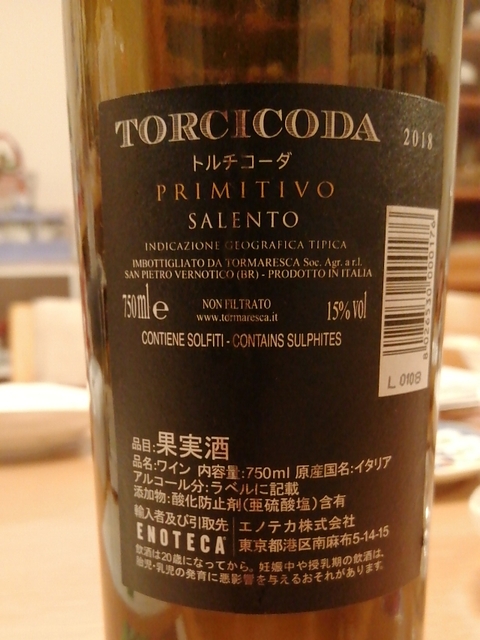 TORCICODA 2018
トルチコーダ
PRIMITIVO
SALENTO
INDICAZIONE GEOGRAFICA TIPICA
IMBOTTIGLIATO DA TORMARESCA Soc. Agr. a r.l.
SAN PIETRO VERNOTICO (BR) - PRODOTTO IN ITALIA
750 ml e NON FILTRATO 15% vol
www.tormaresca.it
CONTIENE SOLFITI - CONTAINS SULPHITES
8 026530 000176
L 0108
品目:果実酒
品名:ワイン 内容量:750ml 原産国名:イタリア
アルコール分:ラベルに記載
添加物:酸化防止剤(亜硫酸塩)含有
輸入者及び引取先 エノテカ株式会社
ENOTECA 東京都港区南麻布5-14-15
飲酒は20歳になってから。妊娠中や授乳期の飲酒は、
胎児・乳児の発育に悪影響を与えるおそれがあります。